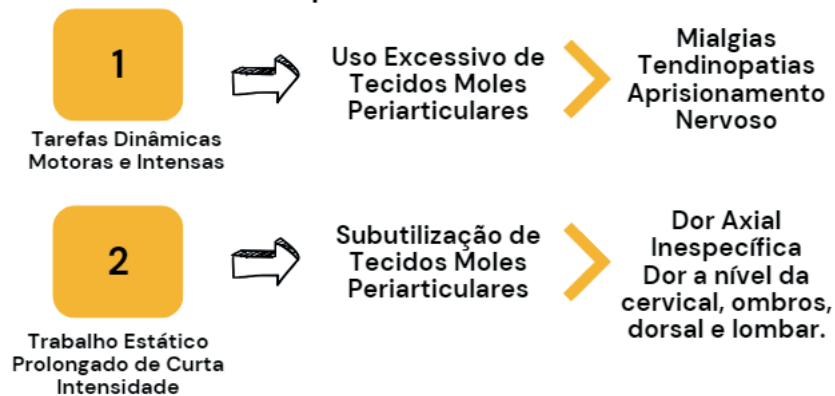 1
Tarefas Dinâmicas
Motoras e Intensas
Uso Excessivo de
Tecidos Moles
Periarticulares
Mialgias
Tendinopatias
Aprisionamento
Nervoso
2
Trabalho Estático
Prolongado de Curta
Intensidade
Subutilização de
Tecidos Moles
Periarticulares
Dor Axial
Inespecífica
Dor a nível da
cervical, ombros,
dorsal e lombar.